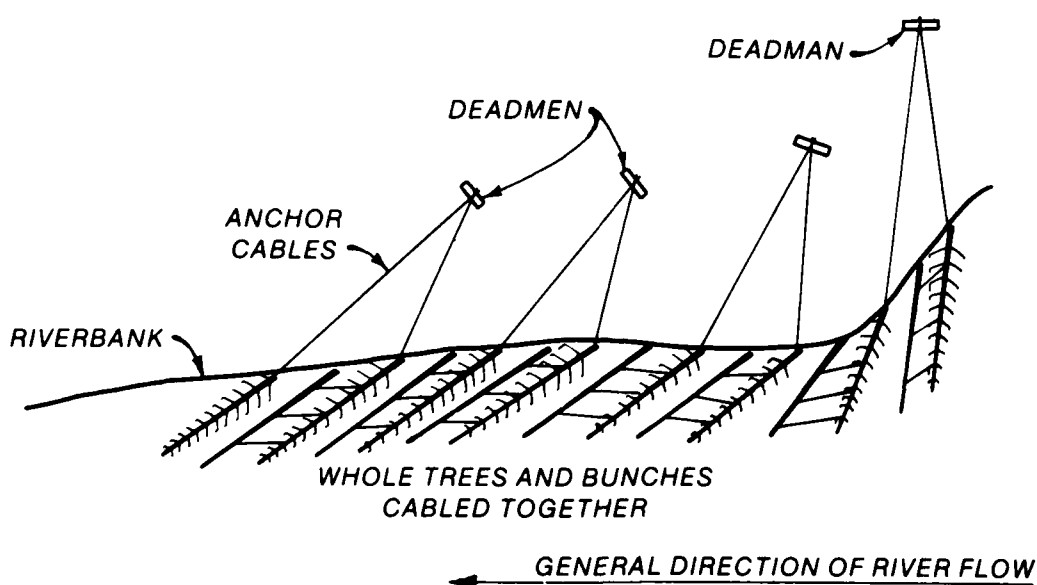 DEADMAN
DEADMEN
ANCHOR
CABLES
RIVERBANK
WHOLE TREES AND BUNCHES
CABLED TOGETHER
GENERAL DIRECTION OF RIVER FLOW